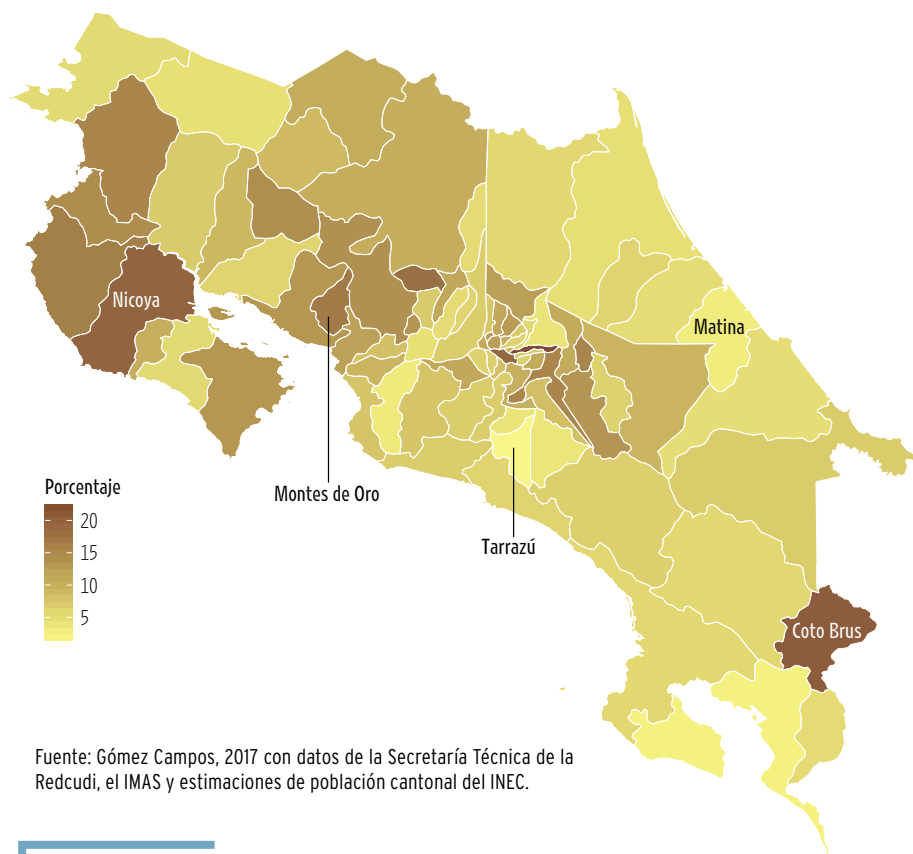 Nicoya
Matina
Montes de Oro
Tarrazú
Coto Brus
Porcentaje
20
15
10
5
Fuente: Gómez Campos, 2017 con datos de la Secretaría Técnica de la
Redcudi, el IMAS y estimaciones de población cantonal del INEC.